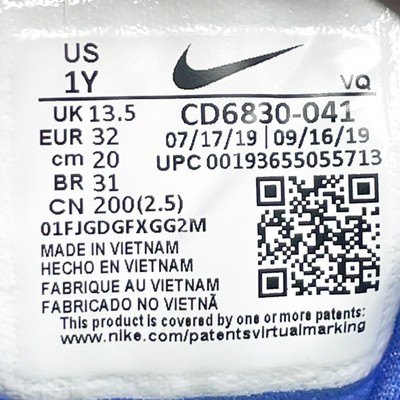 US
1Y
VQ
UK 13.5
CD6830-041
EUR 32
07/17/19 | 09/16/19
cm 20
UPC 00193655055713
BR 31
CN 200(2.5)
01FJGDGFXGG2M
MADE IN VIETNAM
HECHO EN VIETNAM
FABRIQUE AU VIETNAM
FABRICADO NO VIETNÃ
This product is covered by one or more patents:
www.nike.com/patentsvirtualmarking